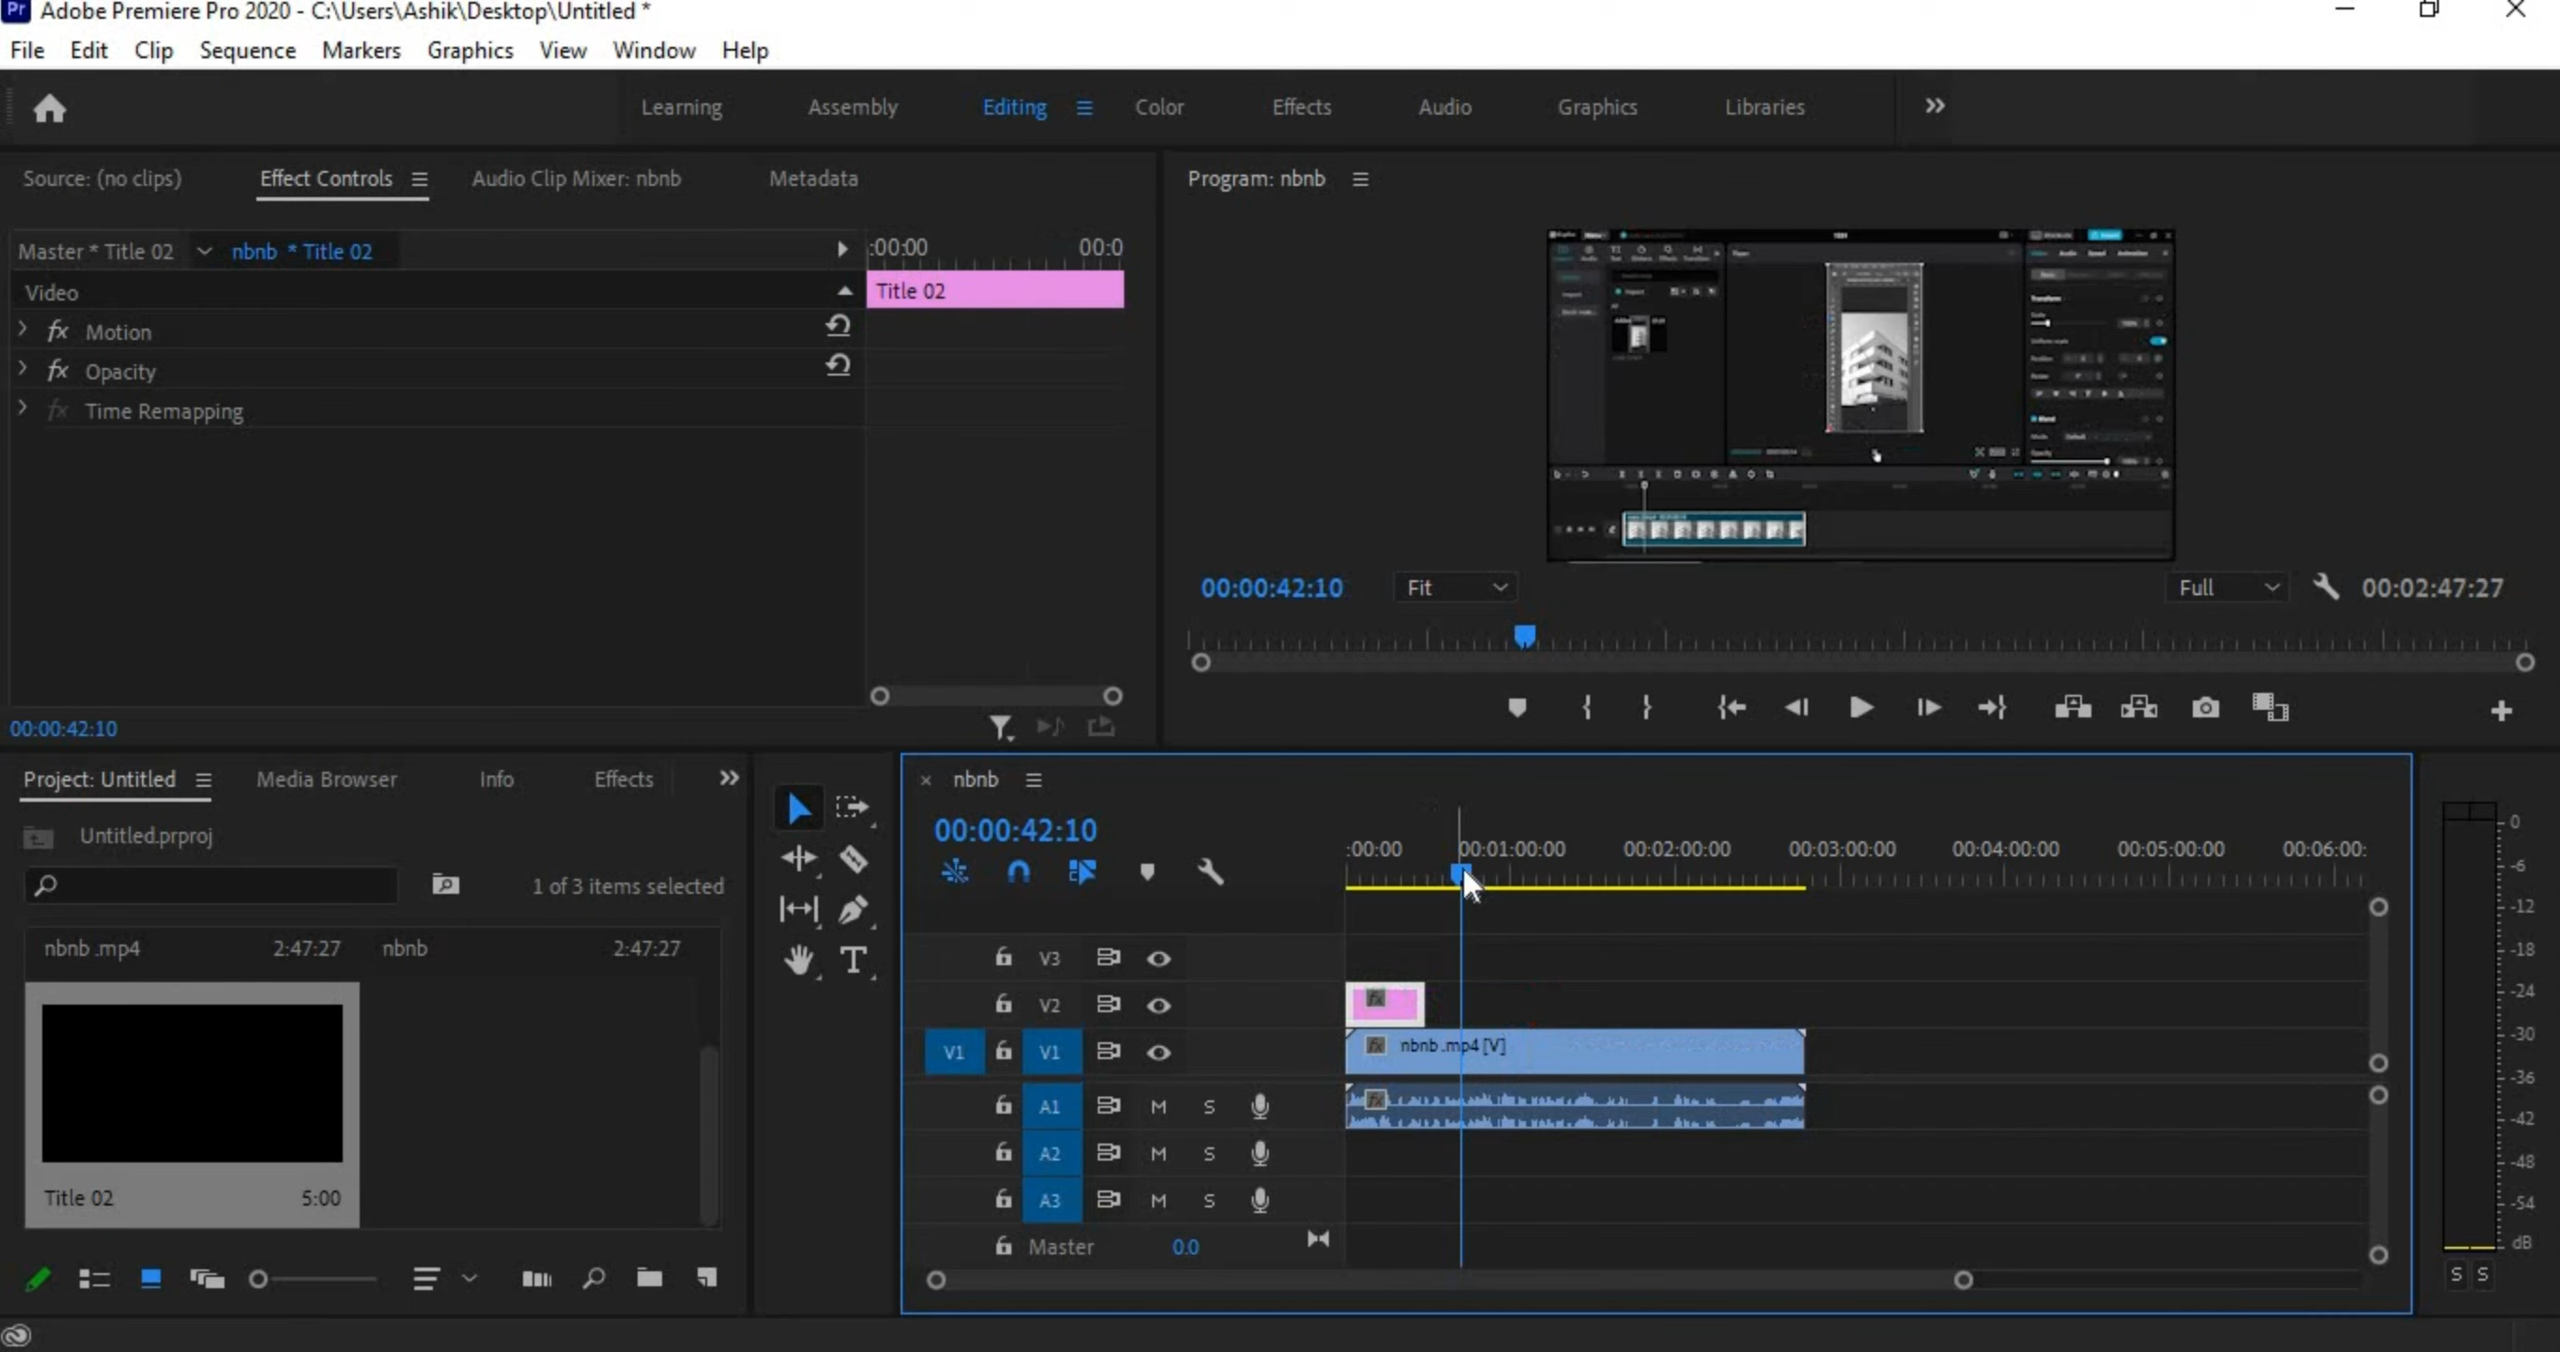 Pr Adobe Premiere Pro 2020 - C:\Users\Ashik\Desktop\Untitled *
File Edit Clip Sequence Markers Graphics View Window Help
Learning Assembly Editing Color Effects Audio Graphics Libraries
Source: (no clips) Effect Controls Audio Clip Mixer: nbnb Metadata
Program: nbnb
Master * Title 02 nbnb * Title 02
:00:00 00:0
Video
Title 02
fx Motion
fx Opacity
fx Time Remapping
00:00:42:10 Fit Full 00:02:47:27
00:00:42:10
Project: Untitled Media Browser Info Effects
Untitled.prproj
1 of 3 items selected
nbnb .mp4 2:47:27 nbnb 2:47:27
Title 02 5:00
T
× nbnb
00:00:42:10
:00:00 00:01:00:00 00:02:00:00 00:03:00:00 00:04:00:00 00:05:00:00 00:06:00:
V3
V2 fx
V1 V1 fx nbnb .mp4 [V]
A1 M S fx
A2 M S
A3 M S
Master 0.0
0
-6
-12
-18
-24
-30
-36
-42
-48
-54
dB
S S